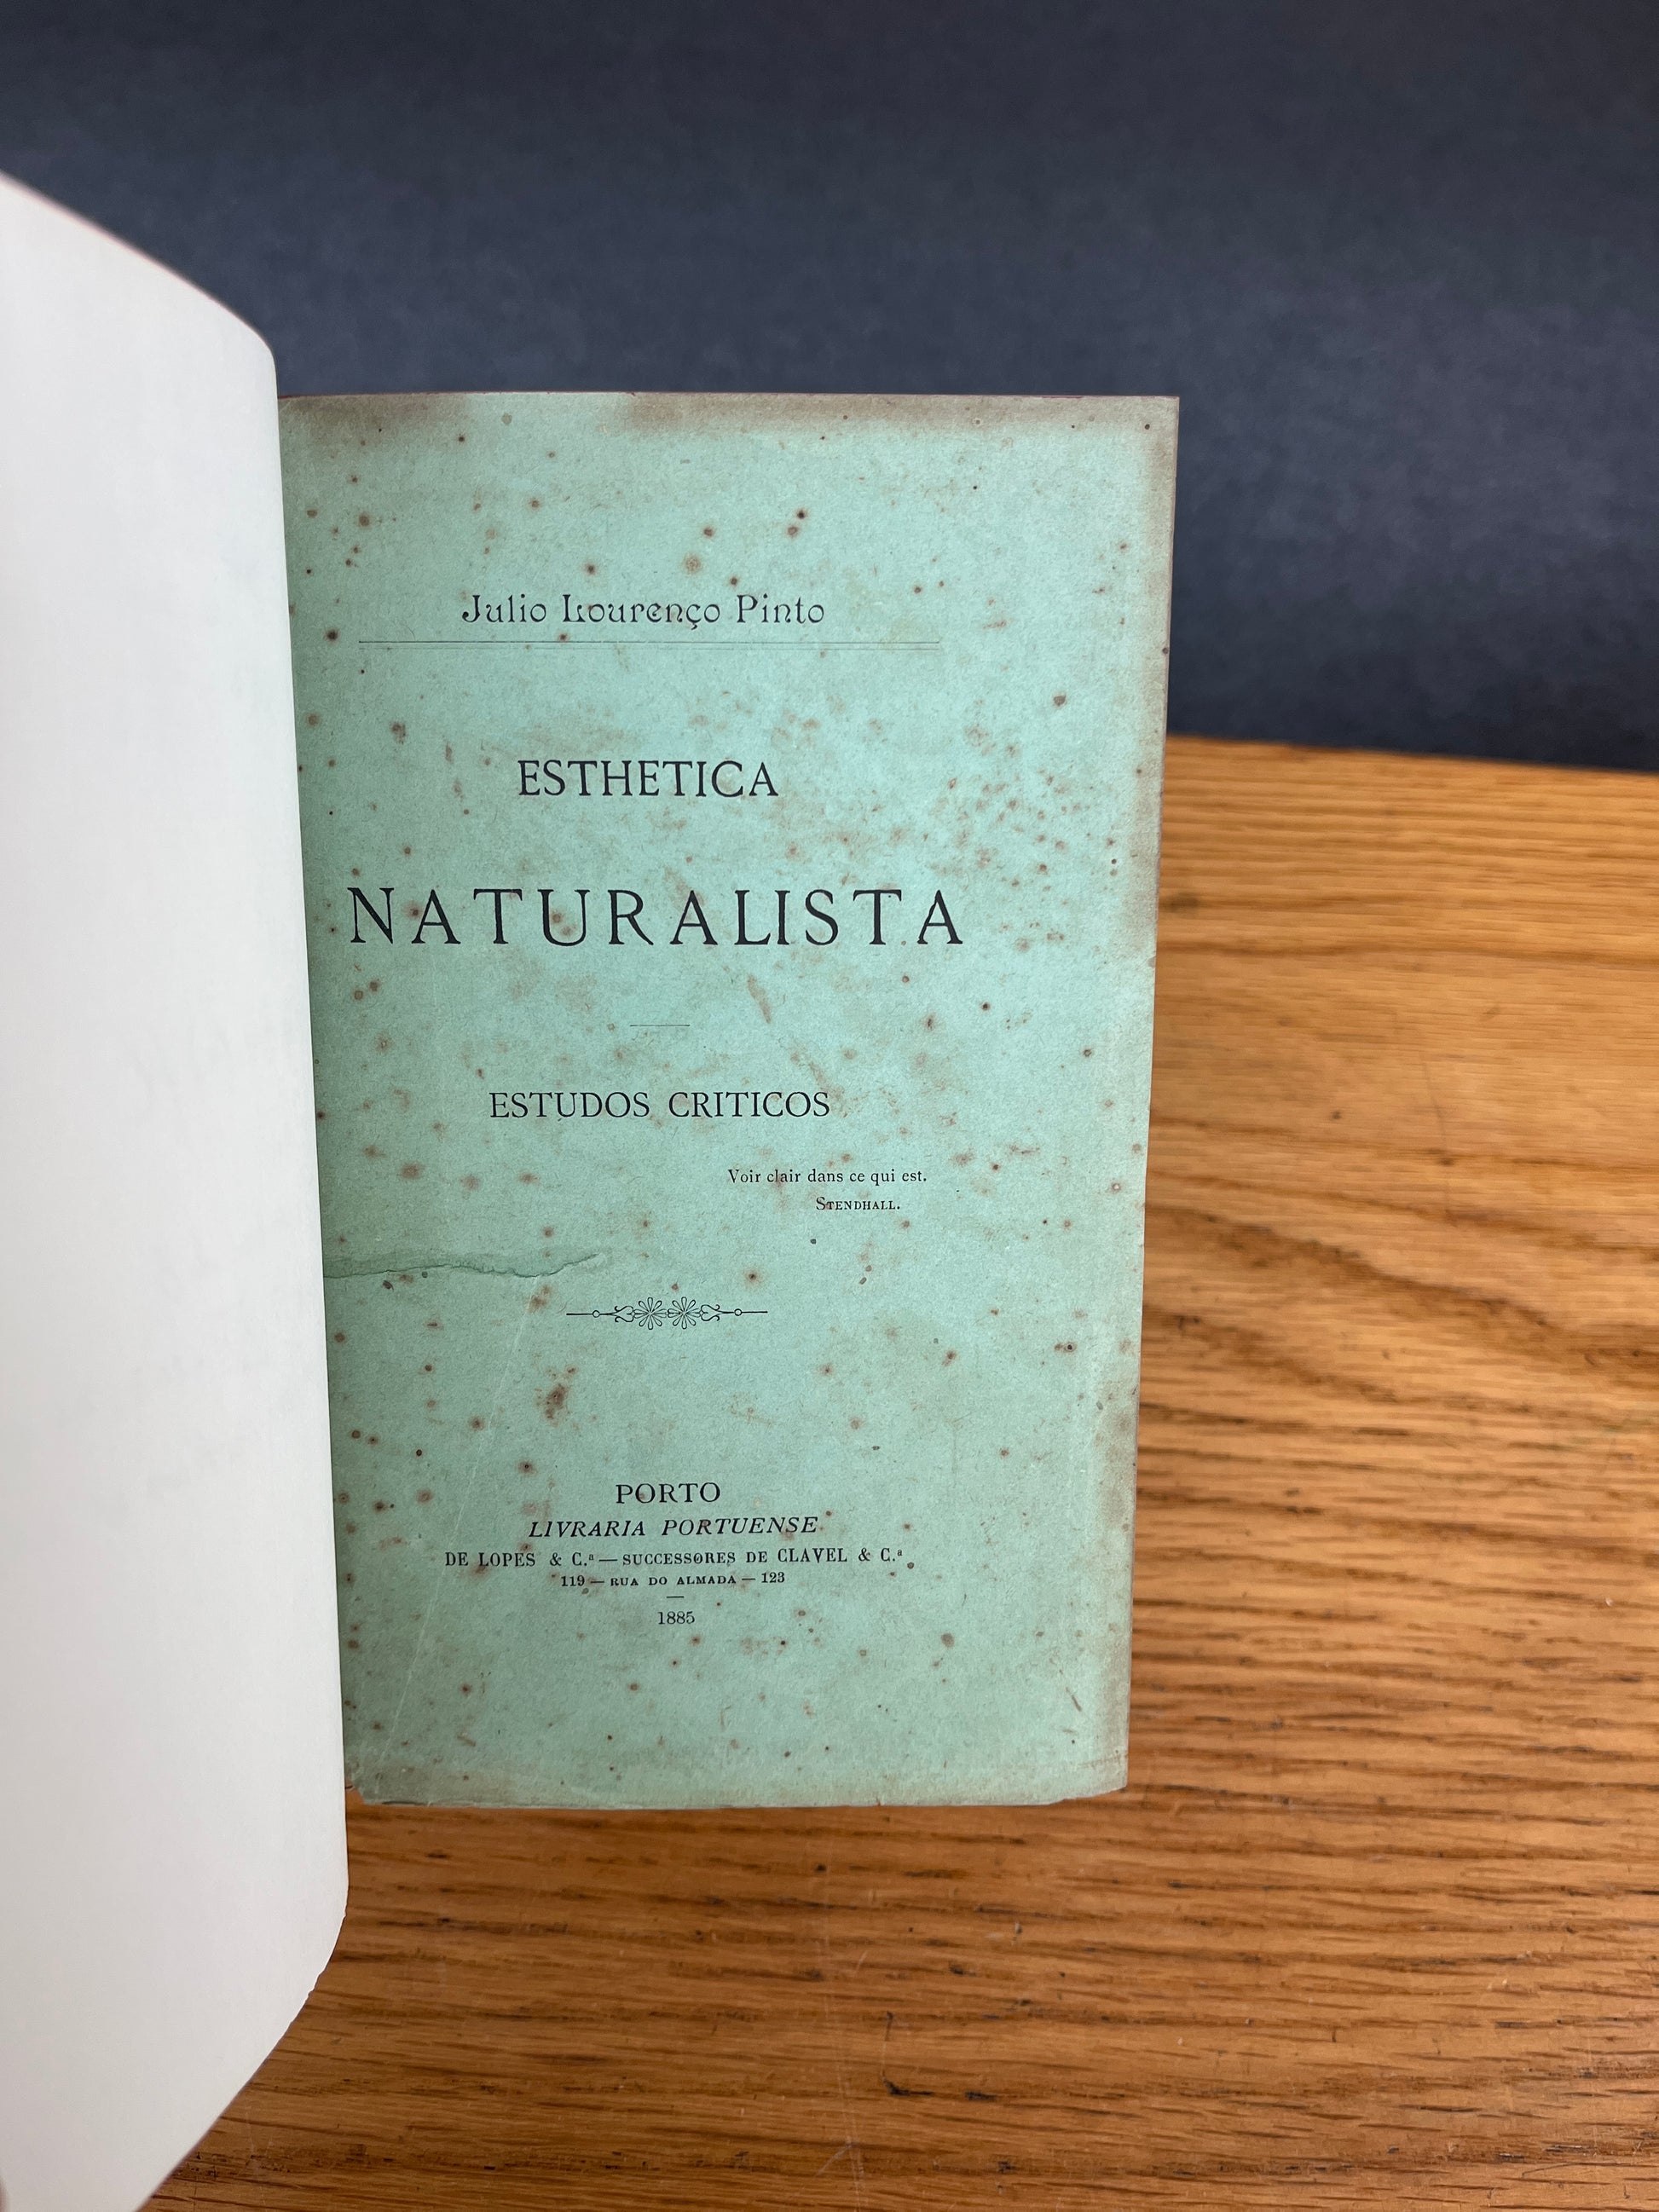 Julio Lourenço Pinto
ESTHETICA
NATURALISTA
ESTUDOS CRITICOS
Voir clair dans ce qui est.
STENDHALL.
PORTO
LIVRARIA PORTUENSE
DE LOPES & C.ª — SUCCESSORES DE CLAVEL & C.ª
119 — RUA DO ALMADA — 123
1885